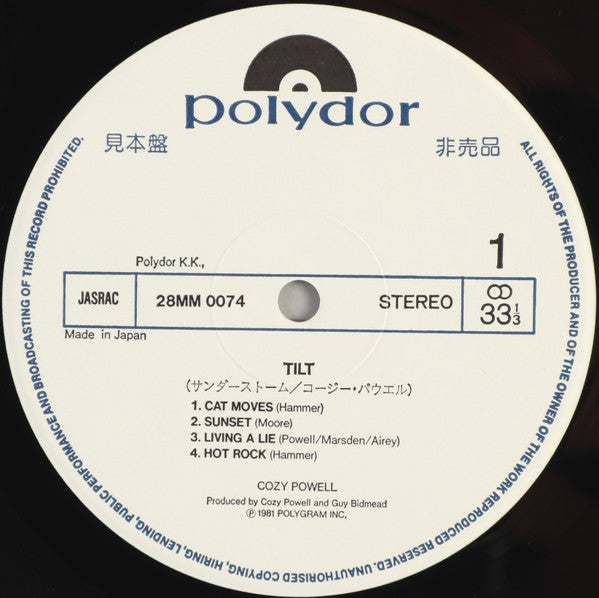 polydor
見本盤 非売品
1
Polydor K.K.,
JASRAC 28MM 0074 STEREO 33 1/3
Made in Japan
TILT
(サンダーストーム/コージー・パウエル)
1. CAT MOVES (Hammer)
2. SUNSET (Moore)
3. LIVING A LIE (Powell/Marsden/Airey)
4. HOT ROCK (Hammer)
COZY POWELL
Produced by Cozy Powell and Guy Bidmead
Ⓟ 1981 POLYGRAM INC.
ALL RIGHTS OF THE PRODUCER AND OF THE OWNER OF THE WORK REPRODUCED RESERVED. UNAUTHORISED COPYING, HIRING, LENDING, PUBLIC PERFORMANCE AND BROADCASTING OF THIS RECORD PROHIBITED.